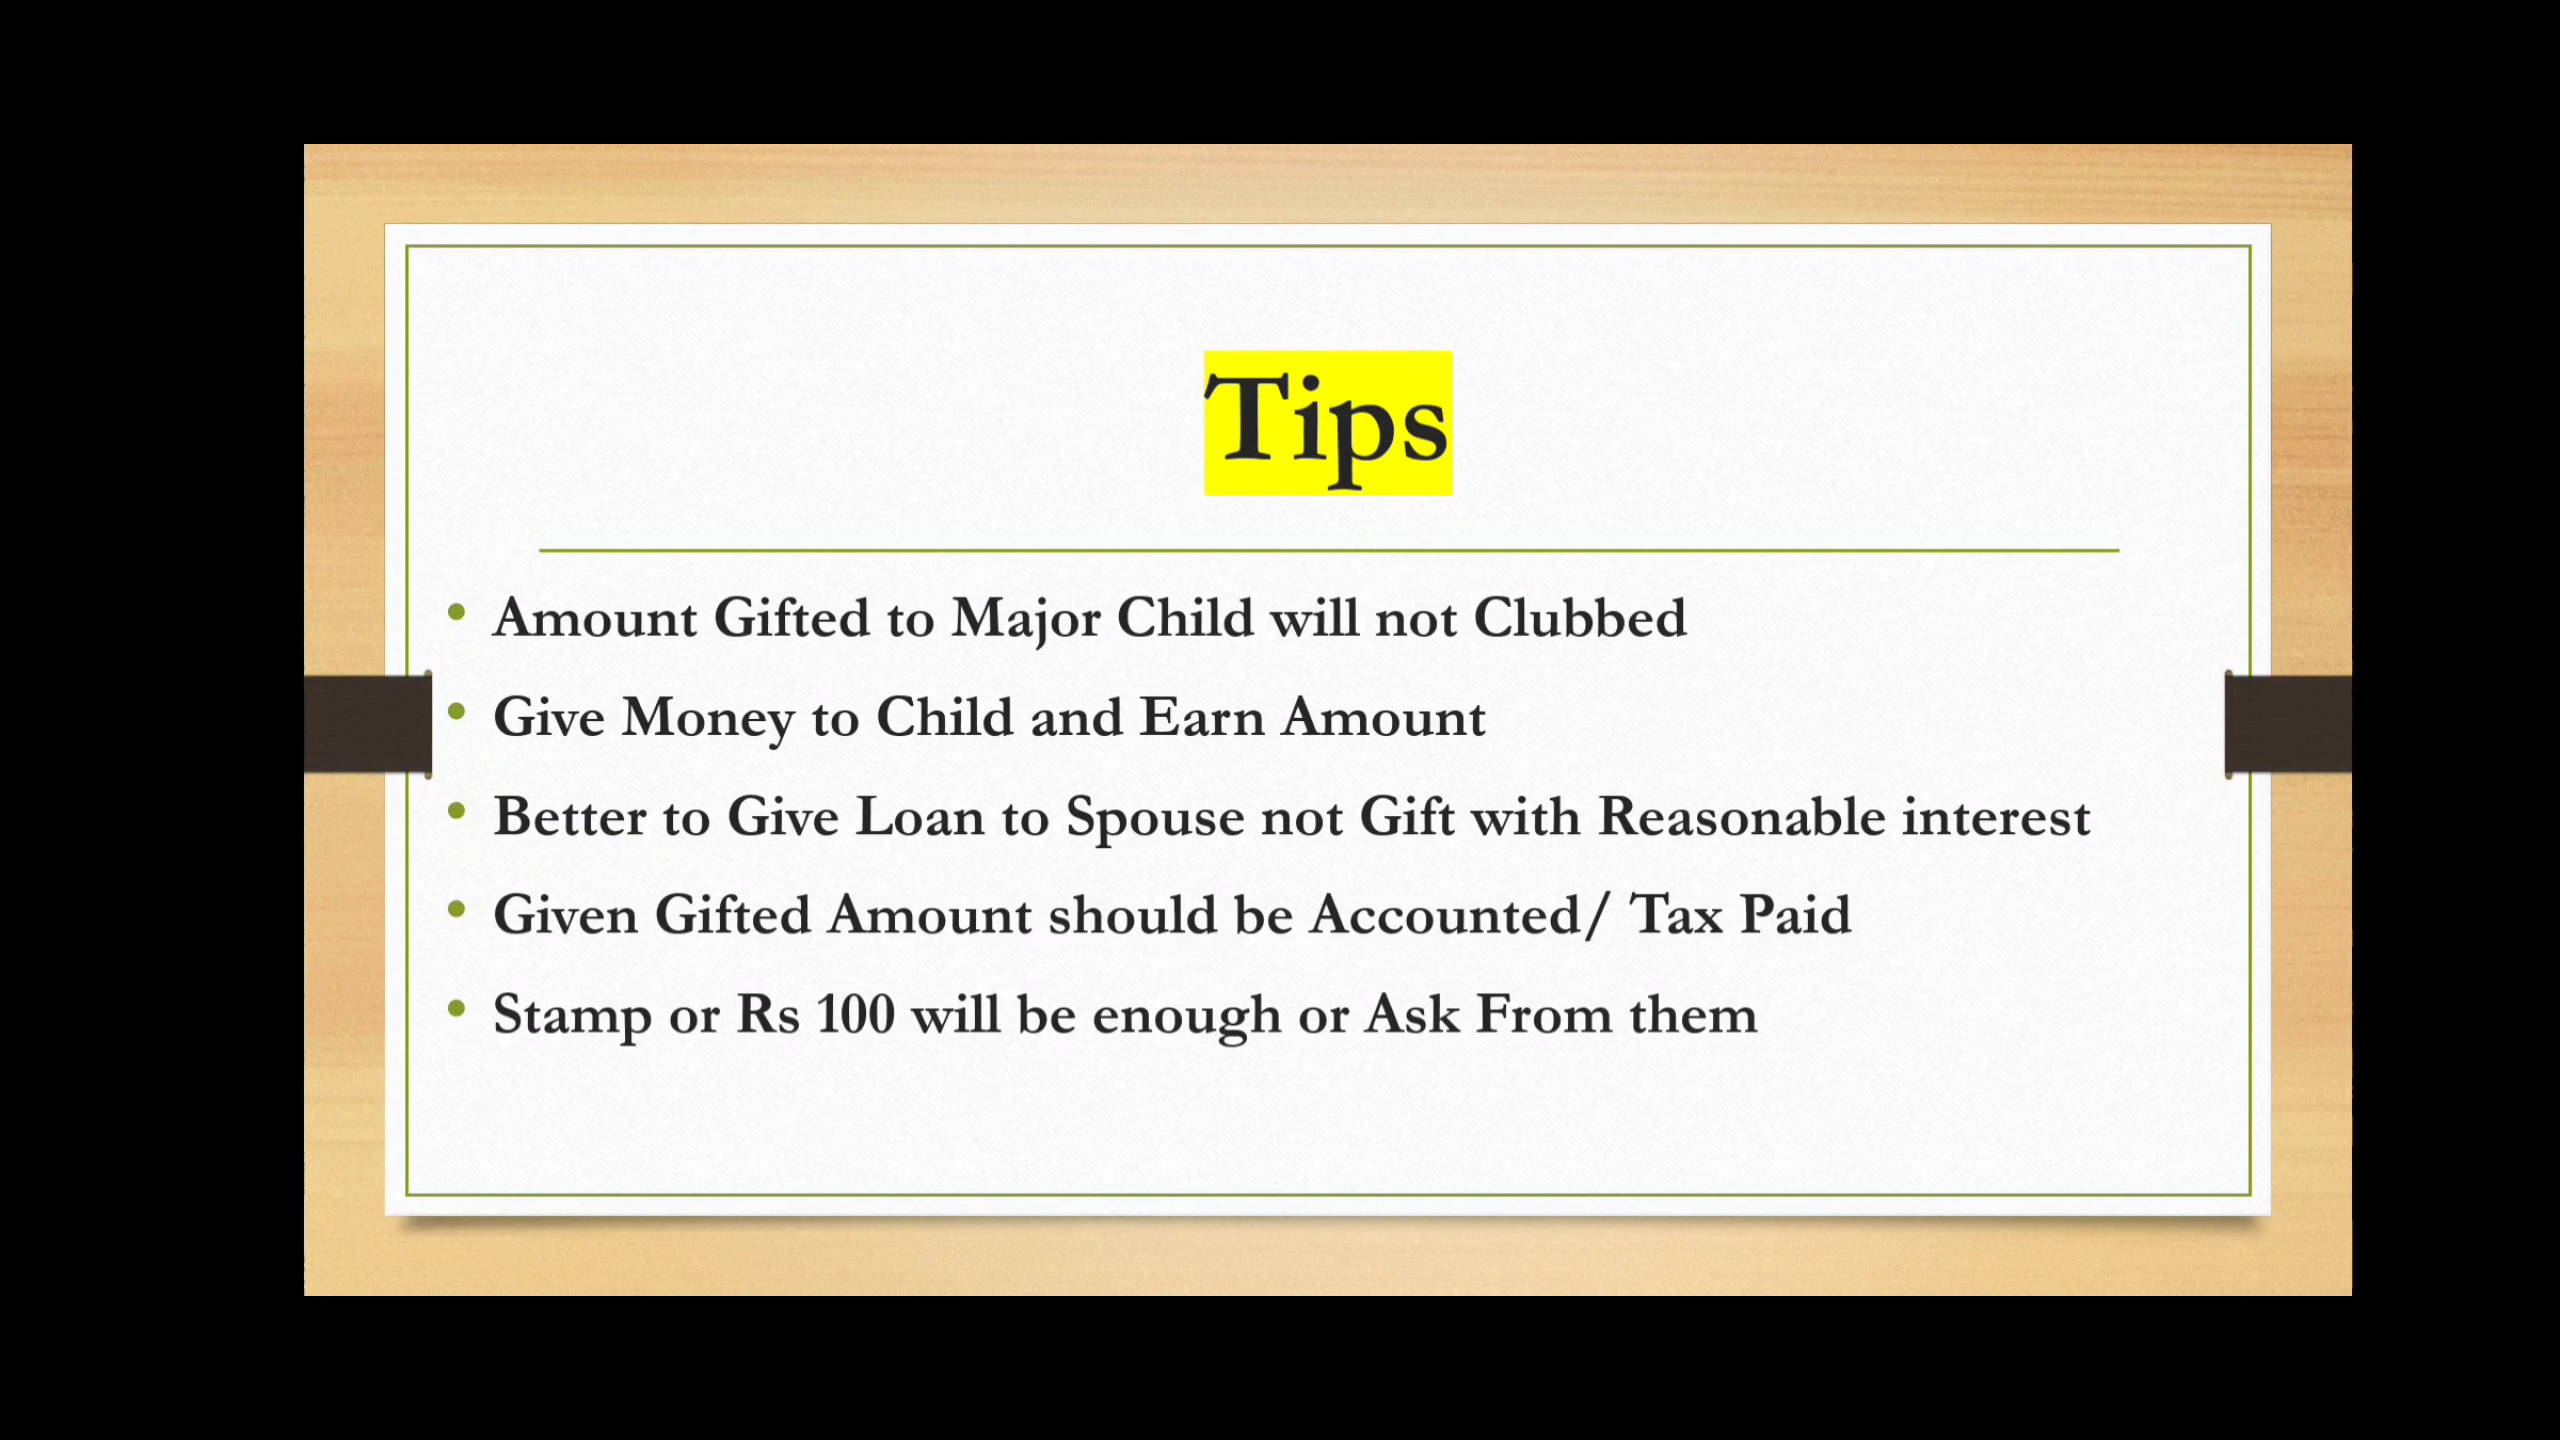 Tips
• Amount Gifted to Major Child will not Clubbed
• Give Money to Child and Earn Amount
• Better to Give Loan to Spouse not Gift with Reasonable interest
• Given Gifted Amount should be Accounted/ Tax Paid
• Stamp or Rs 100 will be enough or Ask From them